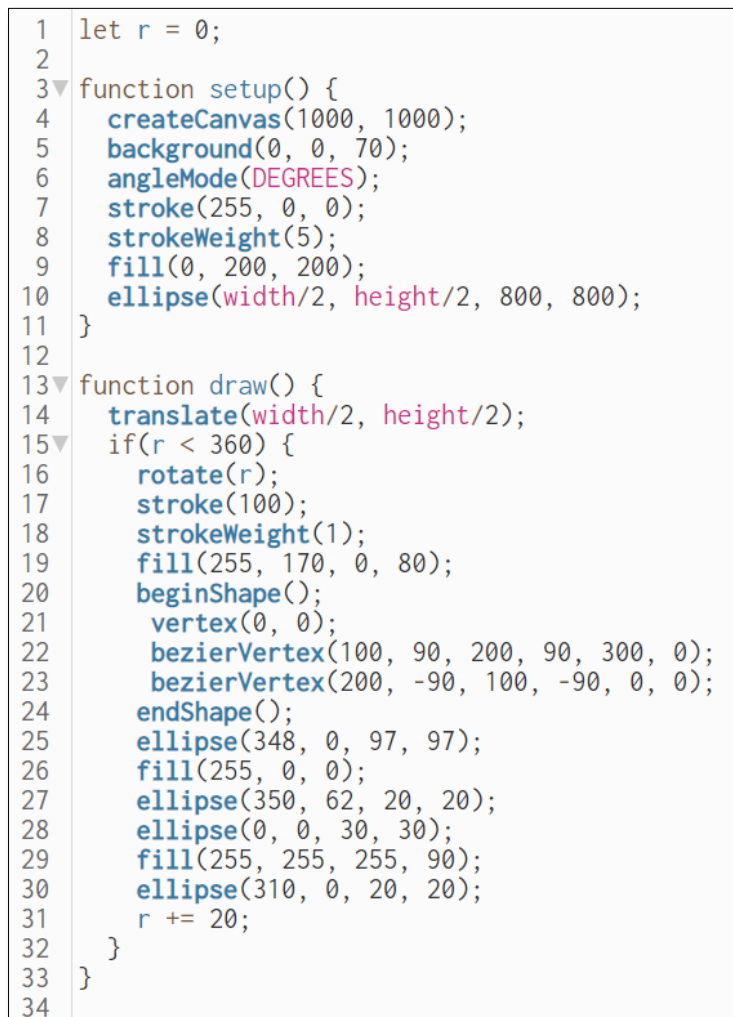 1 let r = 0;
2
3 function setup() {
4   createCanvas(1000, 1000);
5   background(0, 0, 70);
6   angleMode(DEGREES);
7   stroke(255, 0, 0);
8   strokeWeight(5);
9   fill(0, 200, 200);
10   ellipse(width/2, height/2, 800, 800);
11 }
12
13 function draw() {
14   translate(width/2, height/2);
15   if(r < 360) {
16     rotate(r);
17     stroke(100);
18     strokeWeight(1);
19     fill(255, 170, 0, 80);
20     beginShape();
21      vertex(0, 0);
22      bezierVertex(100, 90, 200, 90, 300, 0);
23      bezierVertex(200, -90, 100, -90, 0, 0);
24     endShape();
25     ellipse(348, 0, 97, 97);
26     fill(255, 0, 0);
27     ellipse(350, 62, 20, 20);
28     ellipse(0, 0, 30, 30);
29     fill(255, 255, 255, 90);
30     ellipse(310, 0, 20, 20);
31     r += 20;
32   }
33 }
34